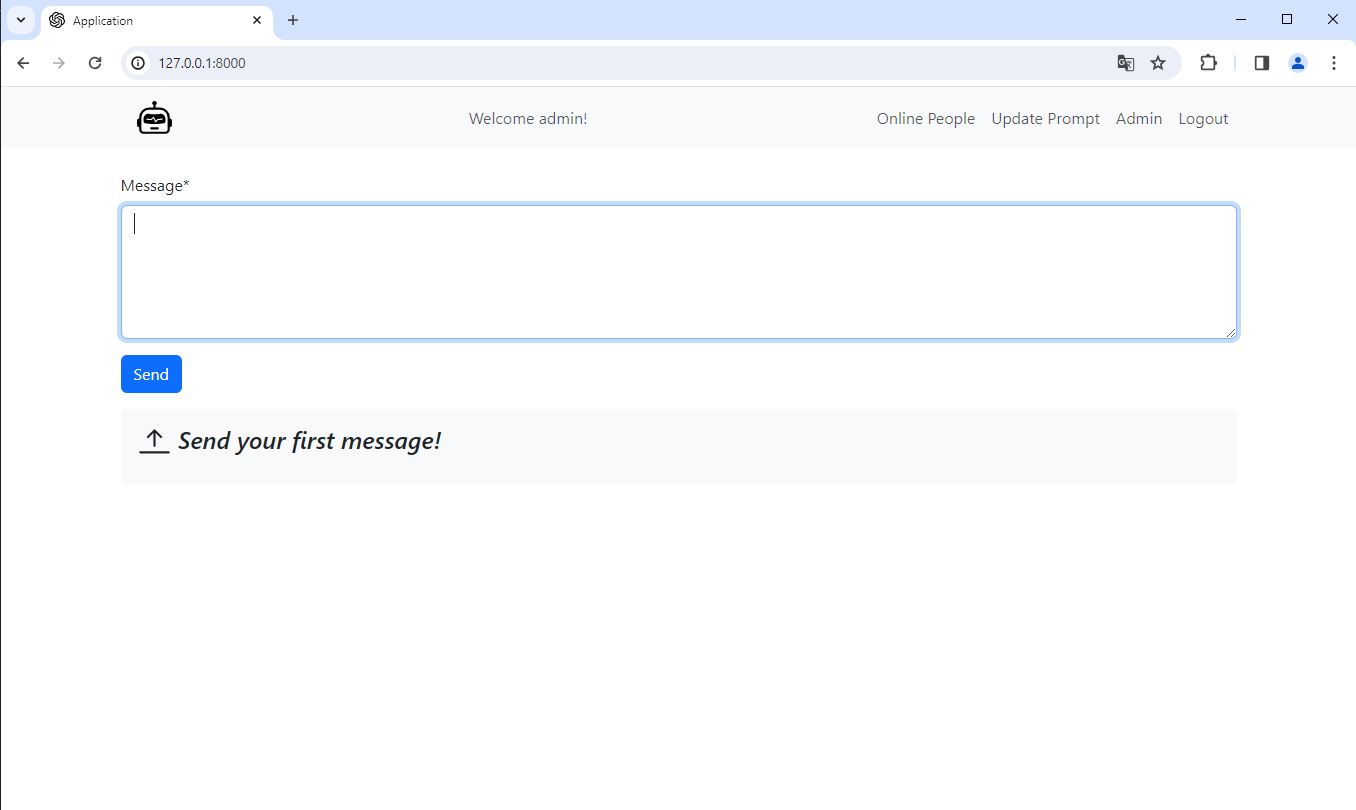 Application
127.0.0.1:8000
Welcome admin! Online People Update Prompt Admin Logout
Message*
Send
Send your first message!